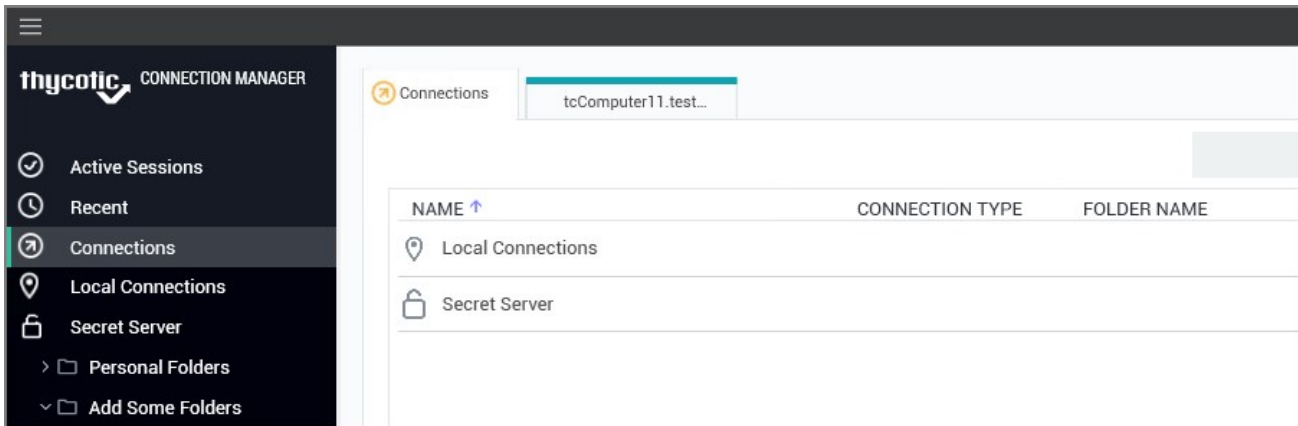 thycotic CONNECTION MANAGER
Active Sessions
Recent
Connections
Local Connections
Secret Server
Personal Folders
Add Some Folders
Connections
tcComputer11.test...
NAME CONNECTION TYPE FOLDER NAME
Local Connections
Secret Server